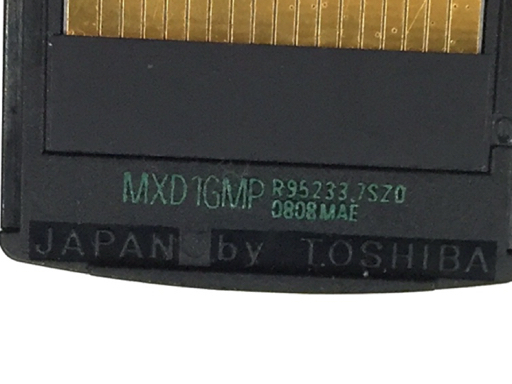 MXD1GMP R95233.7SZ0
0808MAE
JAPAN by TOSHIBA